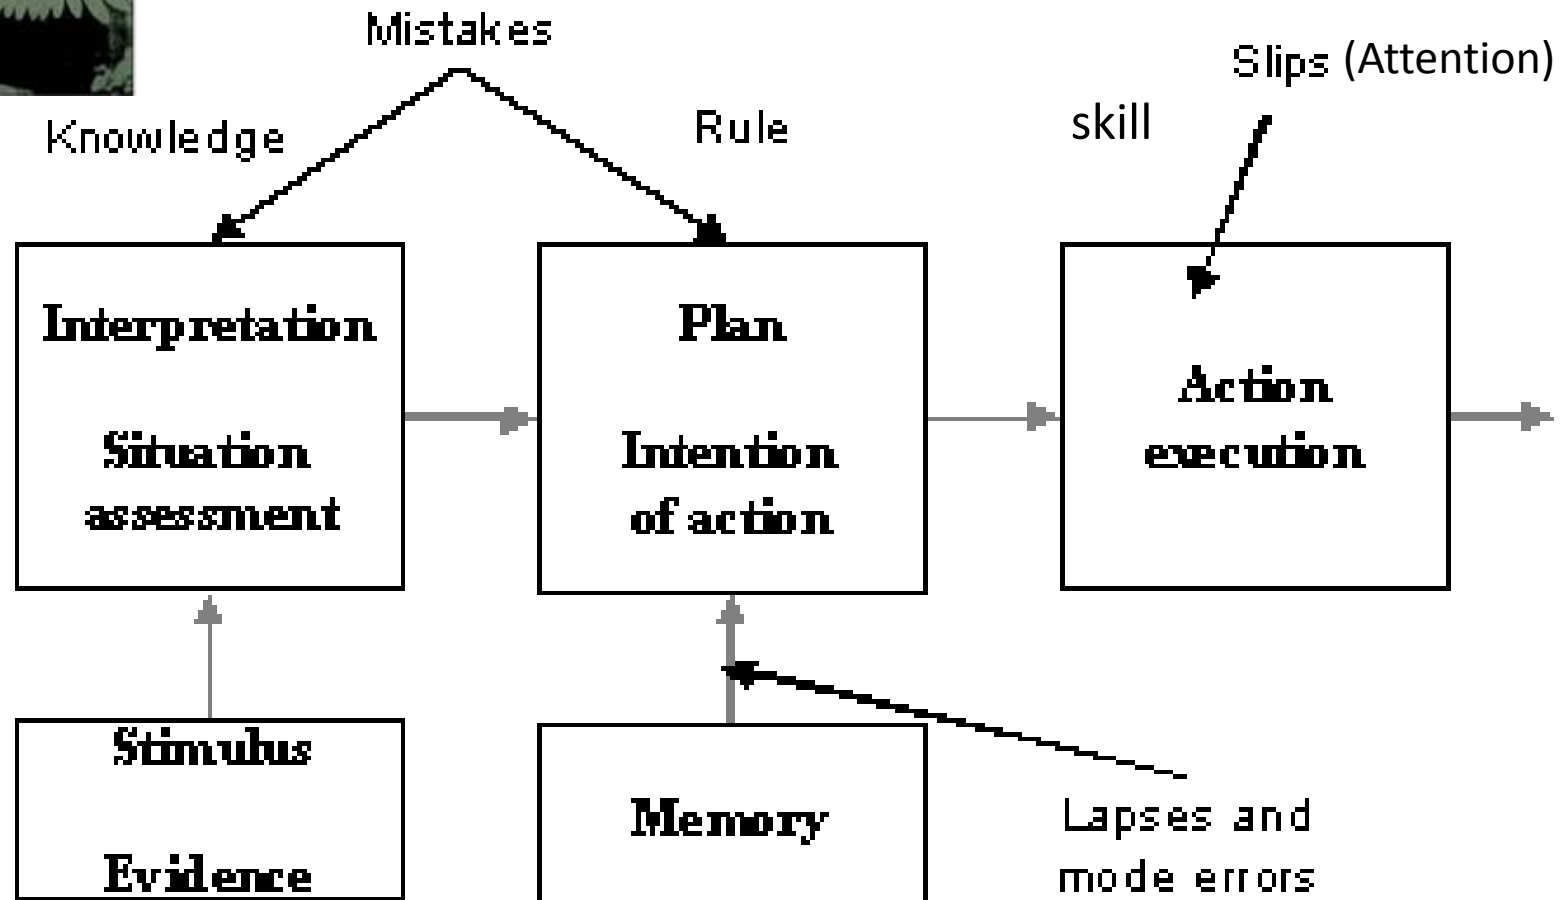 Mistakes
Slips (Attention)
Knowledge
Rule
skill
Interpretation
Situation
assessment
Plan
Intention
of action
Action
execution
Stimulus
Evidence
Memory
Lapses and
mode errors